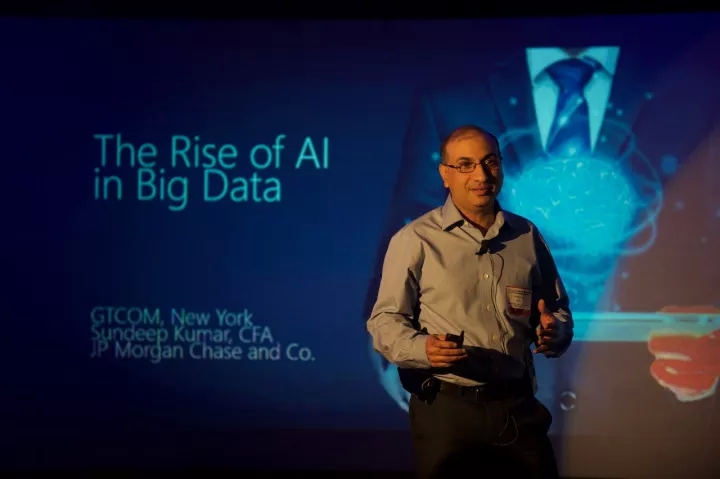 The Rise of AI
in Big Data
GTCOM, New York
Sundeep Kumar, CFA
JP Morgan Chase and Co.